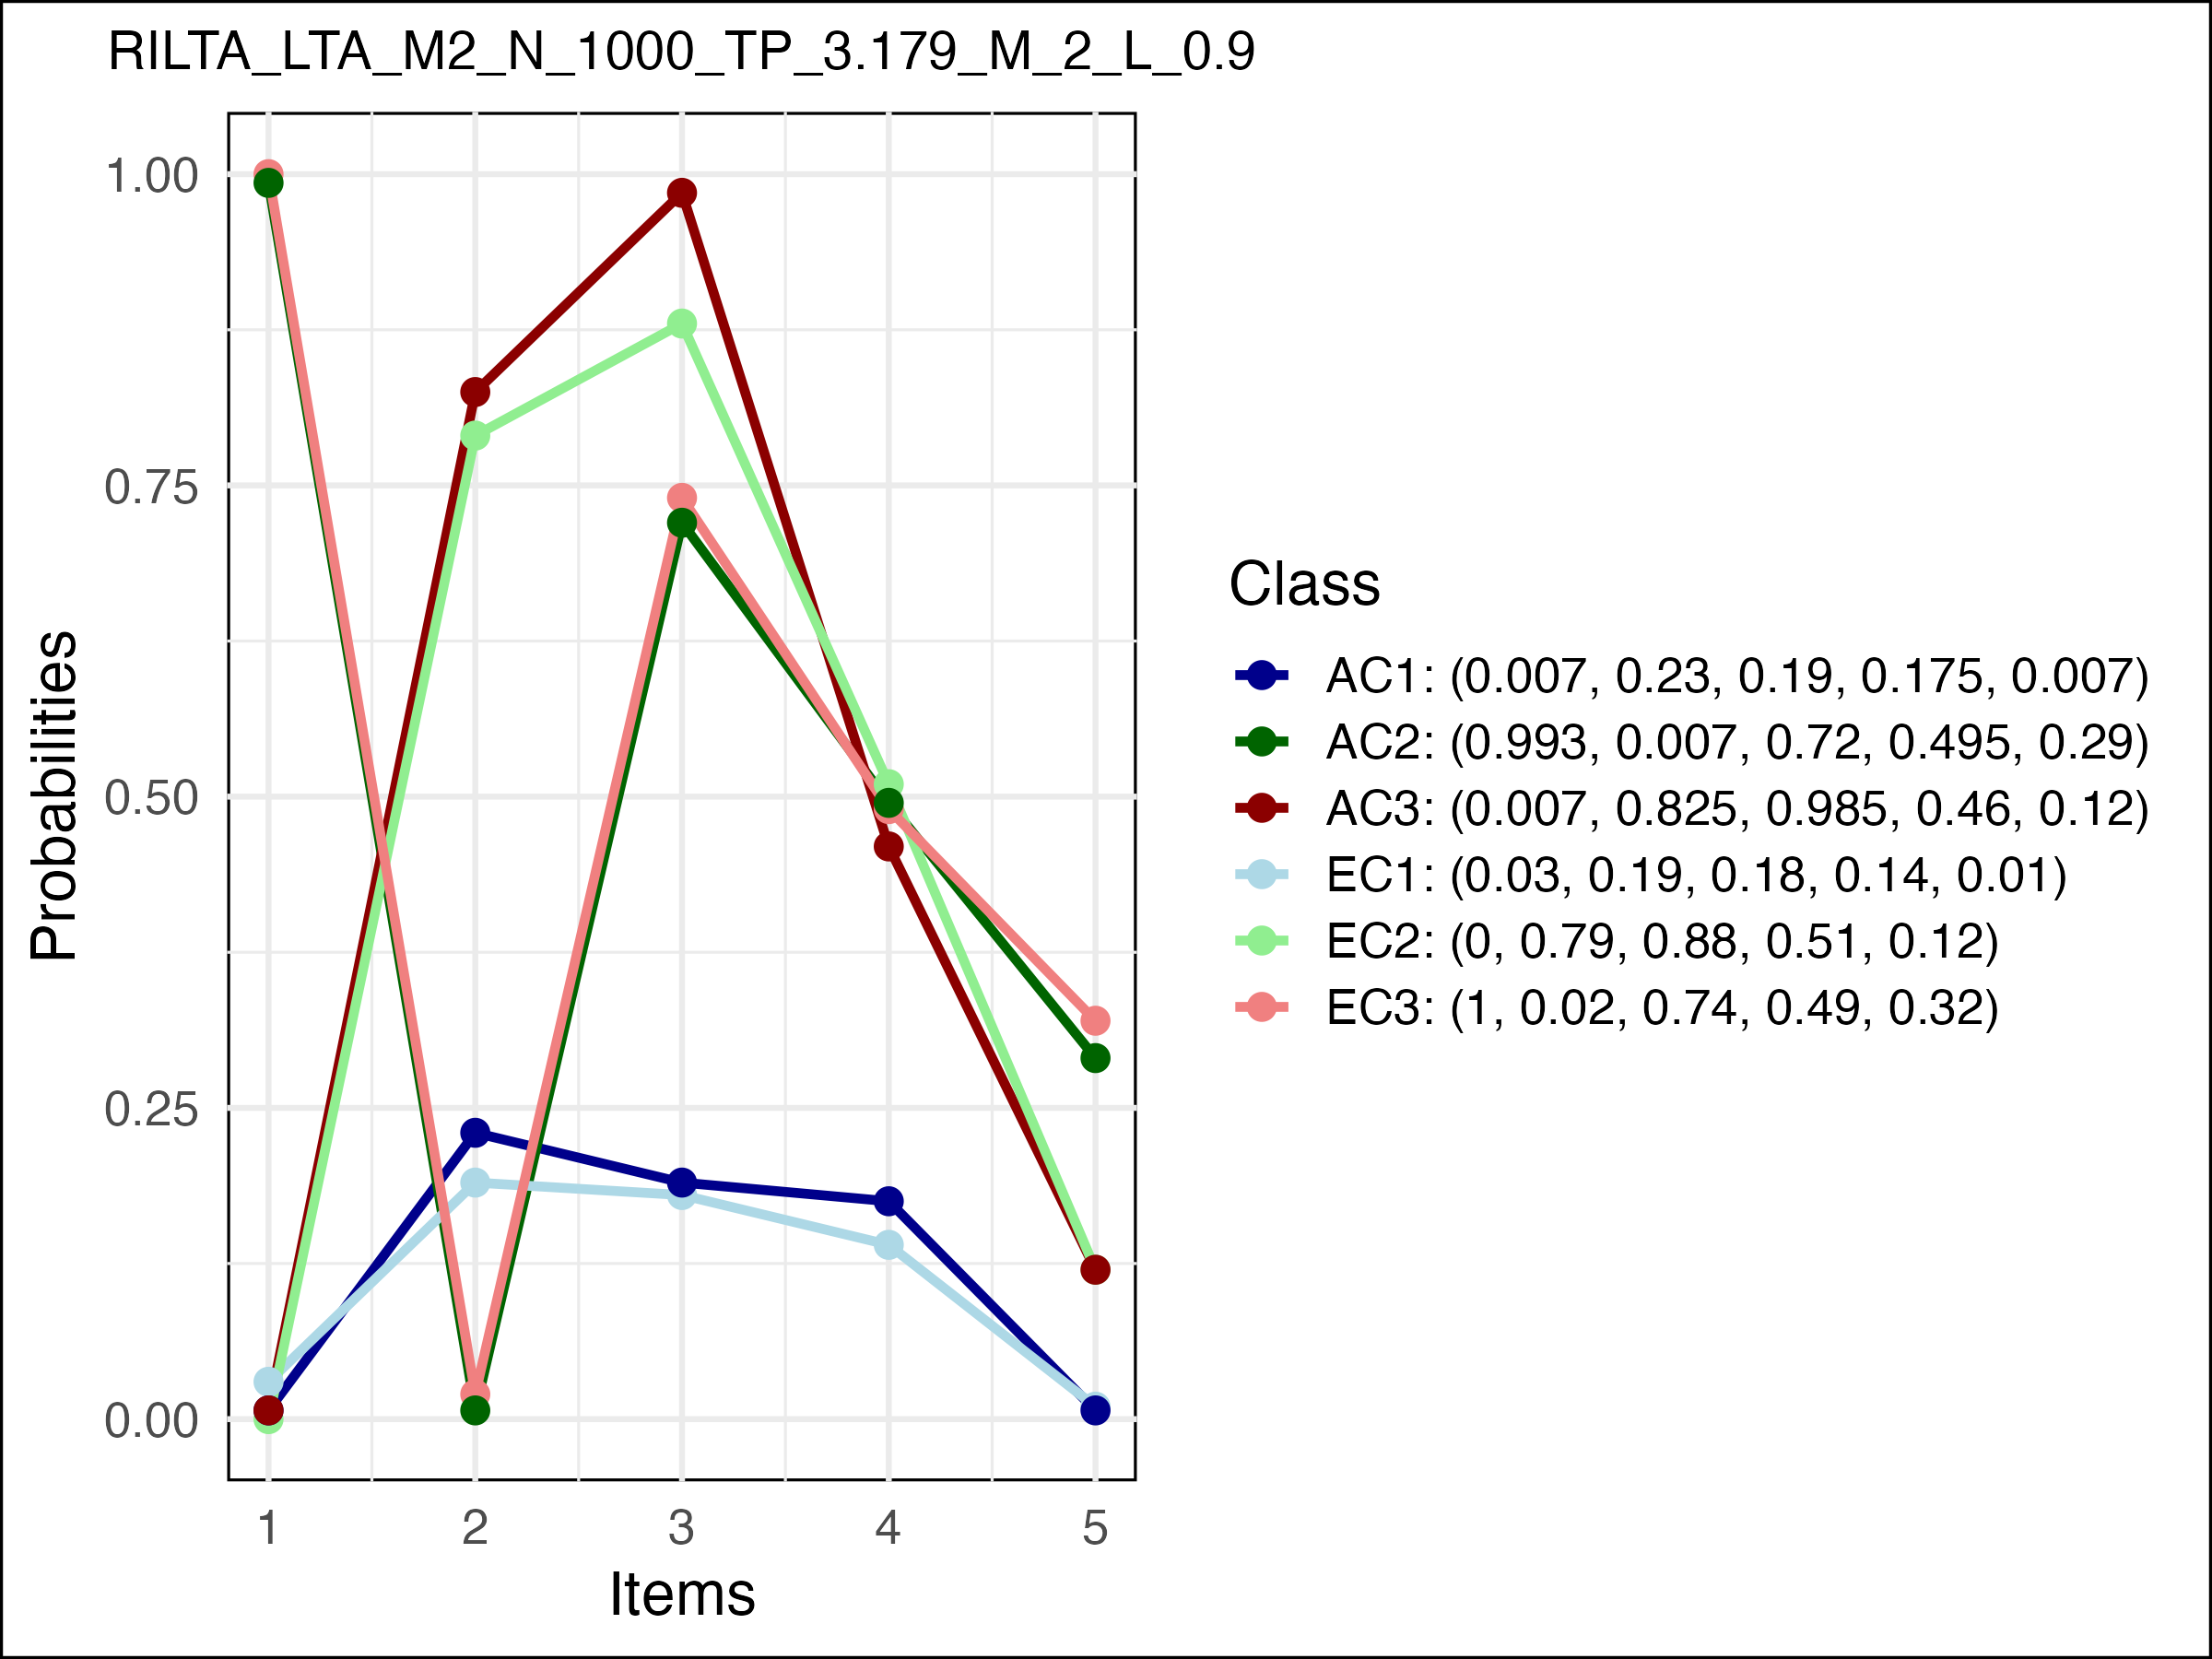 RILTA_LTA_M2_N_1000_TP_3.179_M_2_L_0.9
1.00
0.75
0.50
0.25
0.00
Probabilities
1 2 3 4 5
Items
Class
AC1: (0.007, 0.23, 0.19, 0.175, 0.007)
AC2: (0.993, 0.007, 0.72, 0.495, 0.29)
AC3: (0.007, 0.825, 0.985, 0.46, 0.12)
EC1: (0.03, 0.19, 0.18, 0.14, 0.01)
EC2: (0, 0.79, 0.88, 0.51, 0.12)
EC3: (1, 0.02, 0.74, 0.49, 0.32)